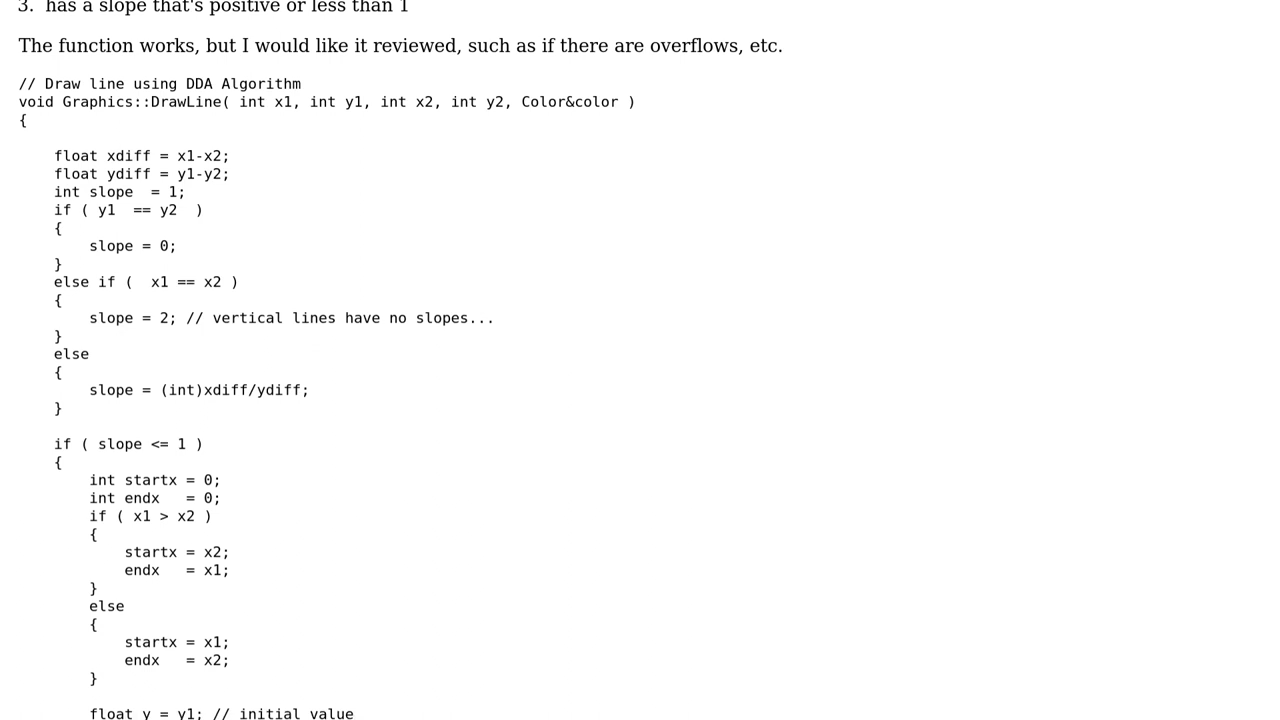 3. has a slope that's positive or less than 1
The function works, but I would like it reviewed, such as if there are overflows, etc.
// Draw line using DDA Algorithm
void Graphics::DrawLine( int x1, int y1, int x2, int y2, Color&color )
{
    float xdiff = x1-x2;
    float ydiff = y1-y2;
    int slope  = 1;
    if ( y1  == y2  )
    {
        slope = 0;
    }
    else if (  x1 == x2 )
    {
        slope = 2; // vertical lines have no slopes...
    }
    else
    {
        slope = (int)xdiff/ydiff;
    }
    if ( slope <= 1 )
    {
        int startx = 0;
        int endx   = 0;
        if ( x1 > x2 )
        {
            startx = x2;
            endx   = x1;
        }
        else
        {
            startx = x1;
            endx   = x2;
        }
        float y = y1; // initial value